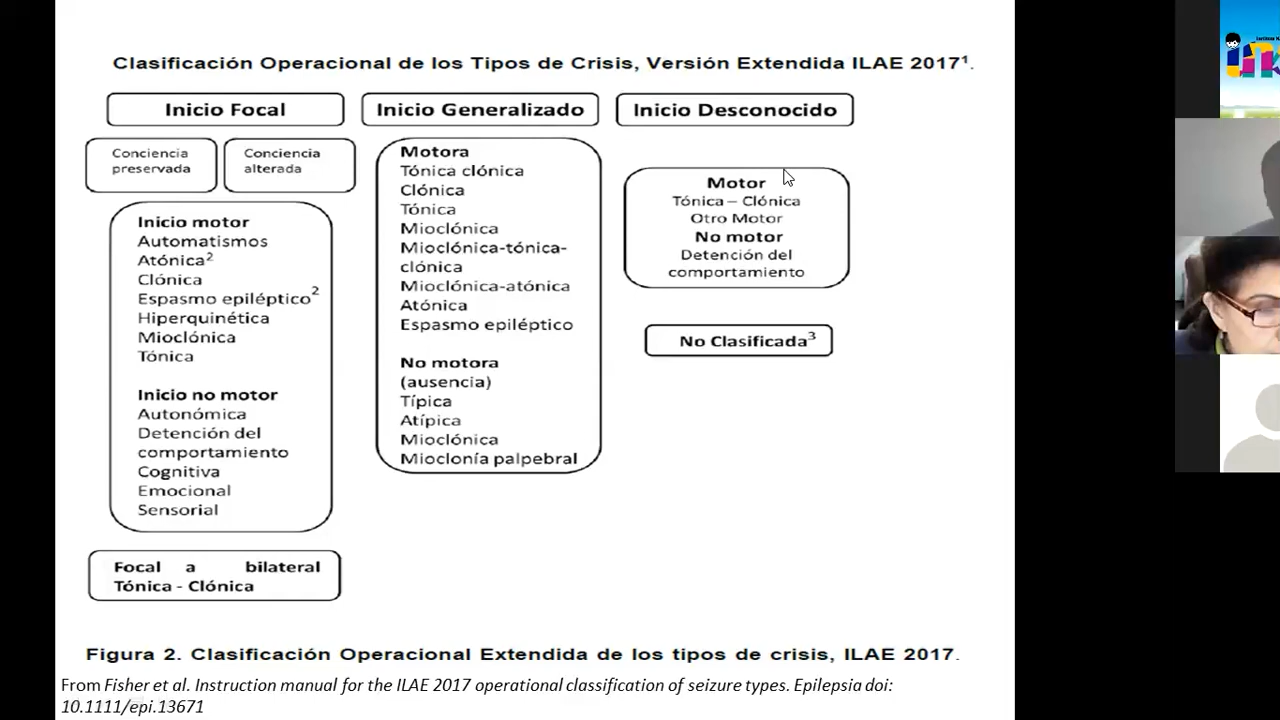 Clasificación Operacional de los Tipos de Crisis, Versión Extendida ILAE 2017¹.
Inicio Focal
Conciencia
preservada
Conciencia
alterada
Inicio motor
Automatismos
Atónica²
Clónica
Espasmo epiléptico²
Hiperquinética
Mioclónica
Tónica
Inicio no motor
Autonómica
Detención del
comportamiento
Cognitiva
Emocional
Sensorial
Focal a bilateral
Tónica - Clónica
Inicio Generalizado
Motora
Tónica clónica
Clónica
Tónica
Mioclónica
Mioclónica-tónica-
clónica
Mioclónica-atónica
Atónica
Espasmo epiléptico
No motora
(ausencia)
Típica
Atípica
Mioclónica
Mioclonía palpebral
Inicio Desconocido
Motor
Tónica – Clónica
Otro Motor
No motor
Detención del
comportamiento
No Clasificada³
Figura 2. Clasificación Operacional Extendida de los tipos de crisis, ILAE 2017.
From Fisher et al. Instruction manual for the ILAE 2017 operational classification of seizure types. Epilepsia doi:
10.1111/epi.13671